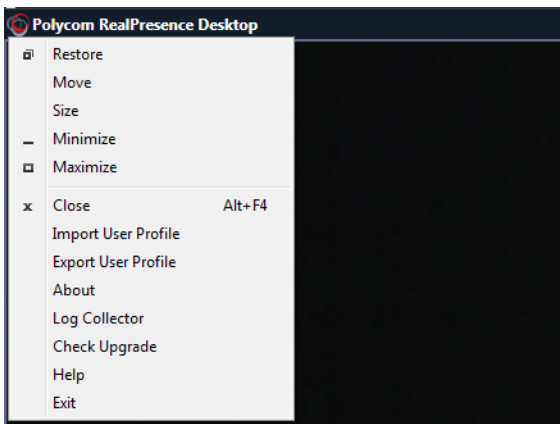 Polycom RealPresence Desktop
Restore
Move
Size
Minimize
Maximize
Close Alt+F4
Import User Profile
Export User Profile
About
Log Collector
Check Upgrade
Help
Exit